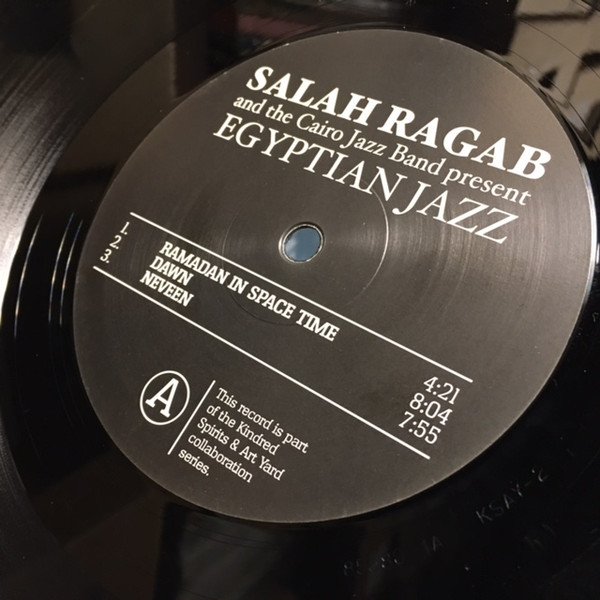 SALAH RAGAB
and the Cairo Jazz Band present
EGYPTIAN JAZZ
1. RAMADAN IN SPACE TIME 4:21
2. DAWN 8:04
3. NEVEEN 7:55
A
This record is part
of the Kindred
Spirits & Art Yard
collaboration
series.